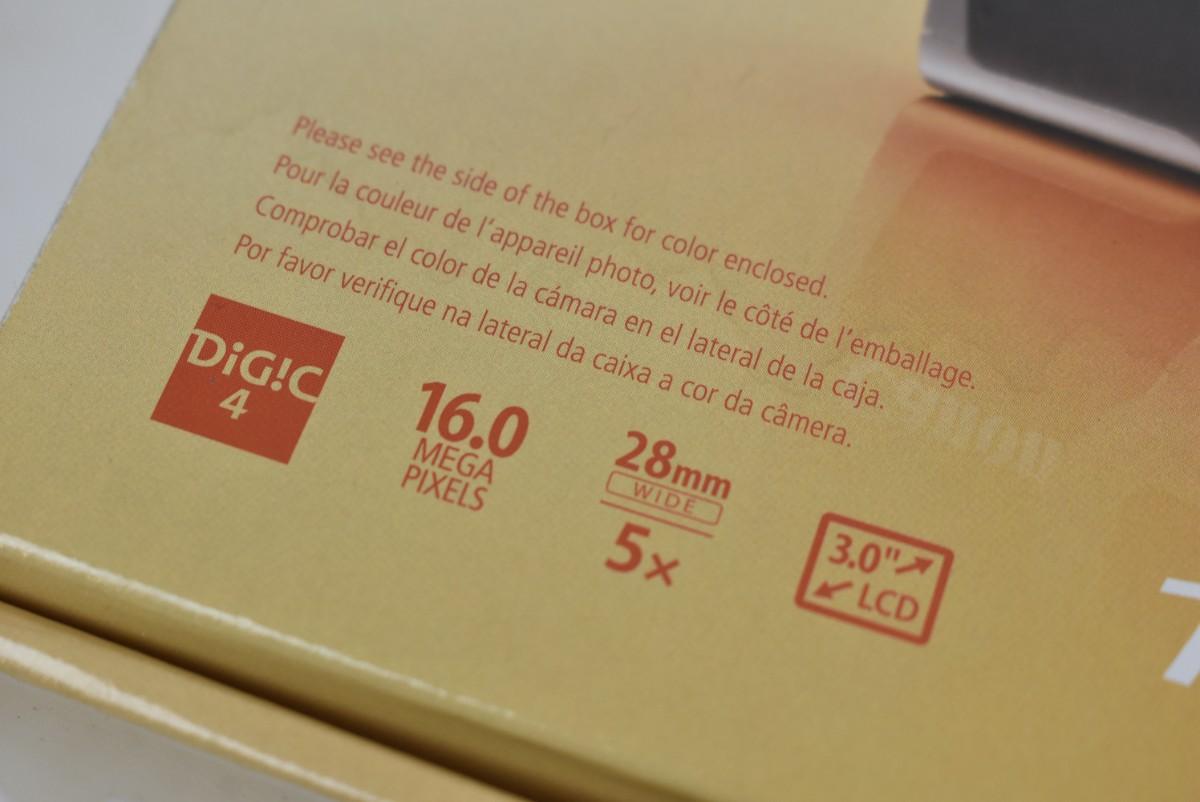 Please see the side of the box for color enclosed.
Pour la couleur de l'appareil photo, voir le côté de l'emballage.
Comprobar el color de la cámara en el lateral de la caja.
Por favor verifique na lateral da caixa a cor da câmera.
DiG!C
4
16.0
MEGA
PIXELS
28mm
WIDE
5x
3.0"
LCD
Canon